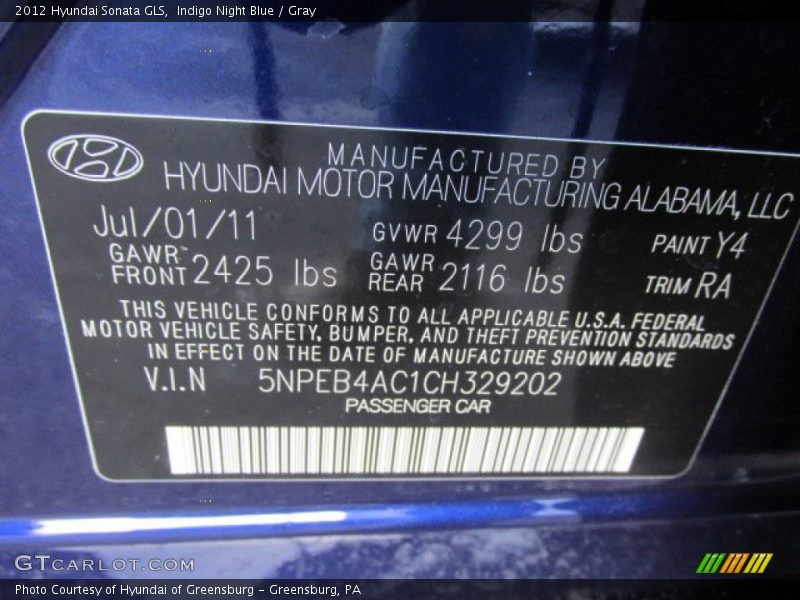 2012 Hyundai Sonata GLS, Indigo Night Blue / Gray
MANUFACTURED BY
HYUNDAI MOTOR MANUFACTURING ALABAMA, LLC
Jul/01/11 GVWR 4299 lbs PAINT Y4
GAWR FRONT 2425 lbs GAWR REAR 2116 lbs TRIM RA
THIS VEHICLE CONFORMS TO ALL APPLICABLE U.S.A. FEDERAL
MOTOR VEHICLE SAFETY, BUMPER, AND THEFT PREVENTION STANDARDS
IN EFFECT ON THE DATE OF MANUFACTURE SHOWN ABOVE
V.I.N 5NPEB4AC1CH329202
PASSENGER CAR
GTCARLOT.COM
Photo Courtesy of Hyundai of Greensburg - Greensburg, PA